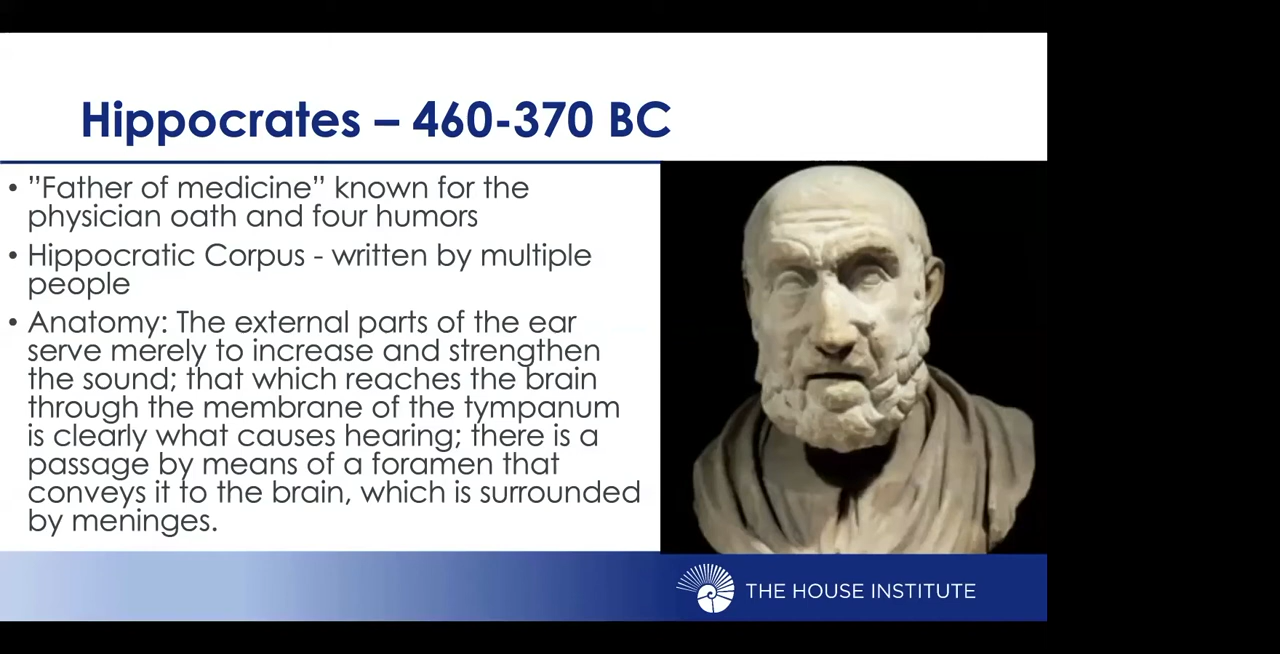 Hippocrates – 460-370 BC
• ”Father of medicine” known for the
physician oath and four humors
• Hippocratic Corpus - written by multiple
people
• Anatomy: The external parts of the ear
serve merely to increase and strengthen
the sound; that which reaches the brain
through the membrane of the tympanum
is clearly what causes hearing; there is a
passage by means of a foramen that
conveys it to the brain, which is surrounded
by meninges.
THE HOUSE INSTITUTE